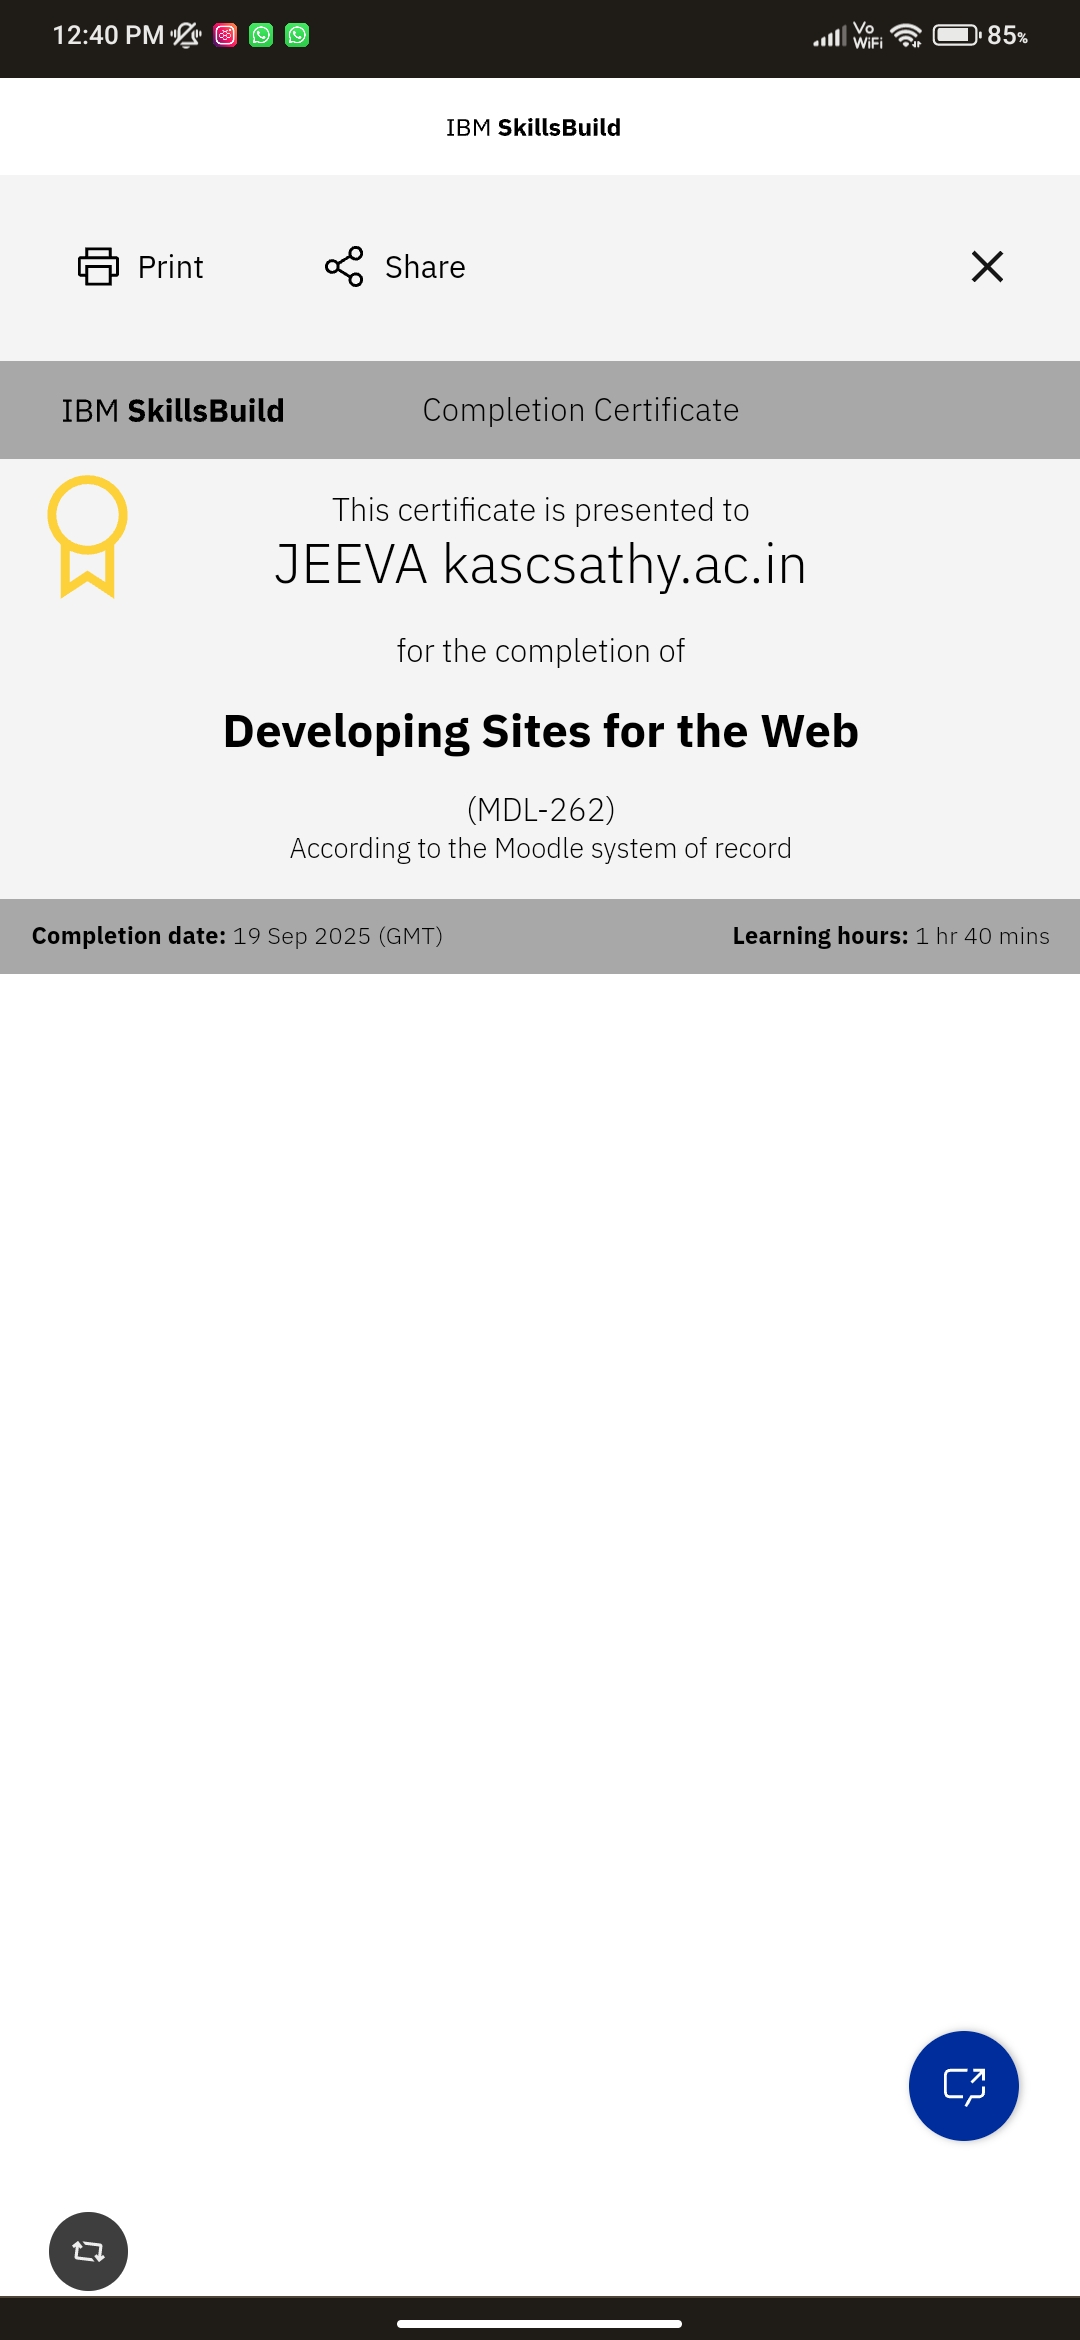 12:40 PM
Vo
WiFi
85%
IBM SkillsBuild
Print
Share
IBM SkillsBuild
Completion Certificate
This certificate is presented to
JEEVA kascsathy.ac.in
for the completion of
Developing Sites for the Web
(MDL-262)
According to the Moodle system of record
Completion date: 19 Sep 2025 (GMT)
Learning hours: 1 hr 40 mins